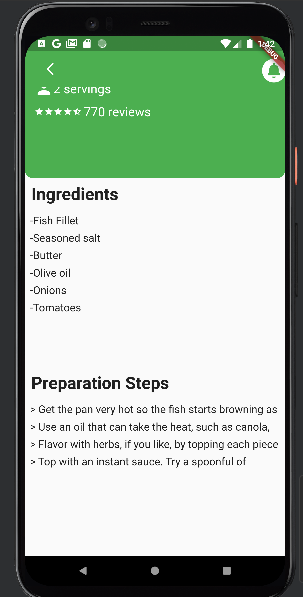 1:42
2 servings
770 reviews
Ingredients
-Fish Fillet
-Seasoned salt
-Butter
-Olive oil
-Onions
-Tomatoes
Preparation Steps
> Get the pan very hot so the fish starts browning as
> Use an oil that can take the heat, such as canola,
> Flavor with herbs, if you like, by topping each piece
> Top with an instant sauce. Try a spoonful of